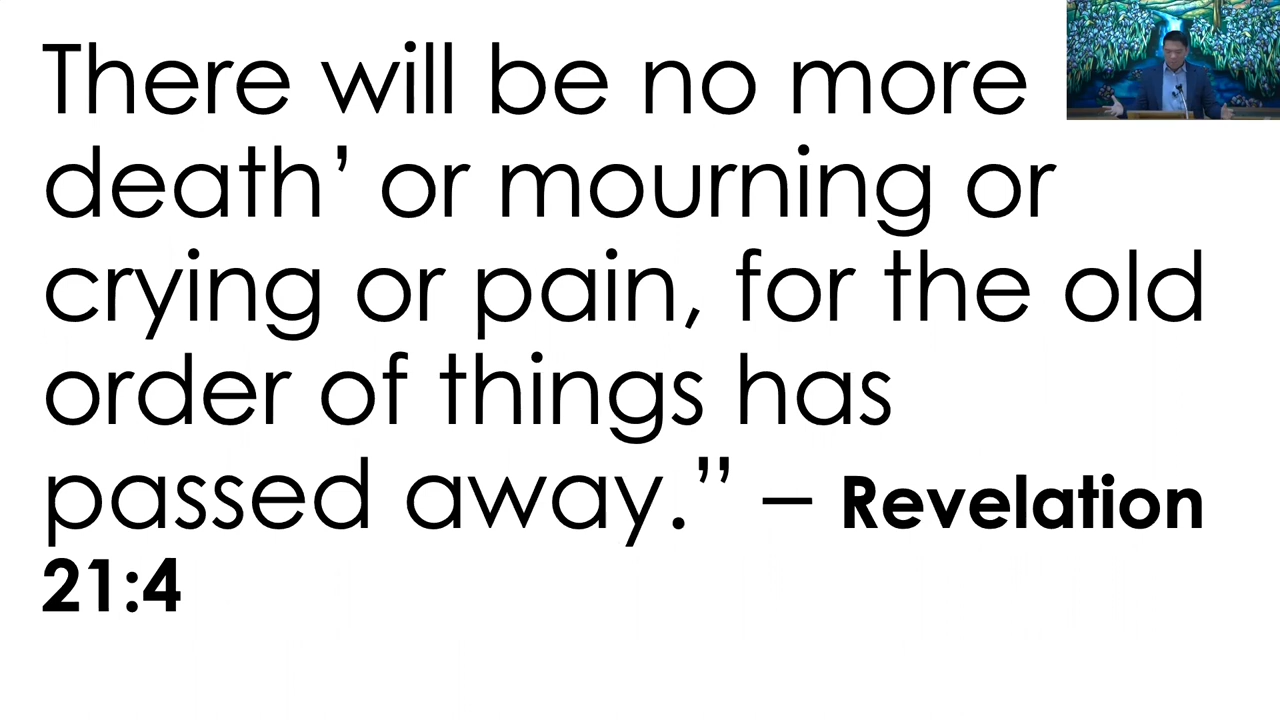 There will be no more
death’ or mourning or
crying or pain, for the old
order of things has
passed away.” – Revelation
21:4